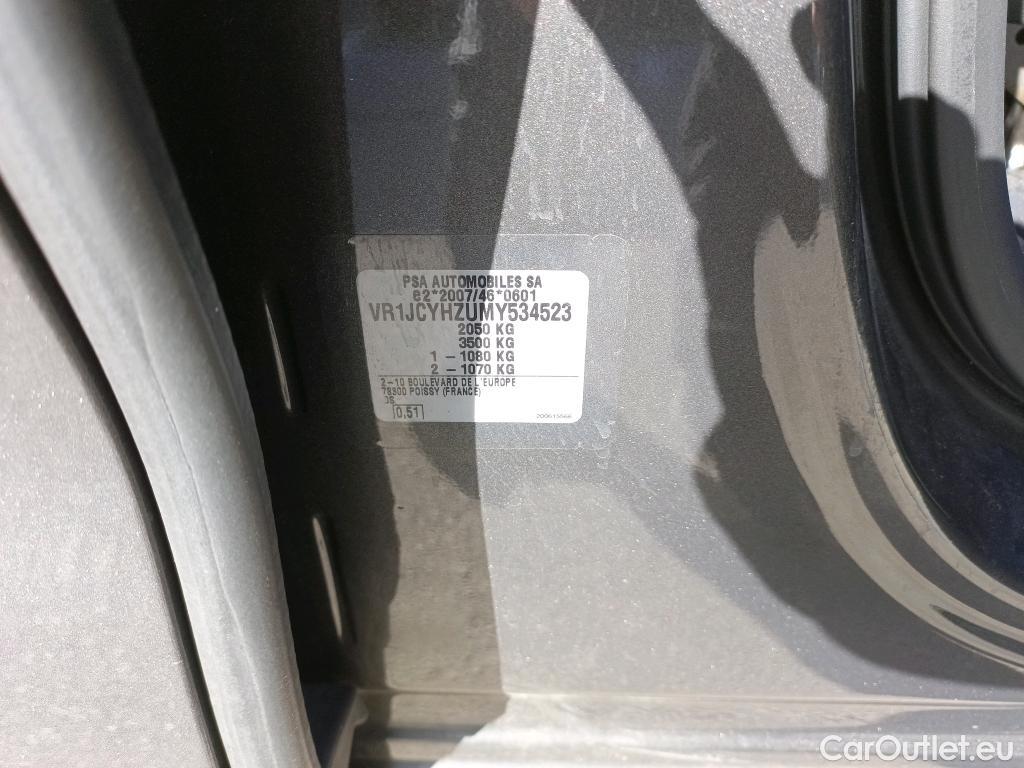 PSA AUTOMOBILES SA
e2*2007/46*0601
VR1JCYHZUMY534523
2050 KG
3500 KG
1 - 1080 KG
2 - 1070 KG
2-10 BOULEVARD DE L'EUROPE
78300 POISSY (FRANCE)
DS
0.51
CarOutlet.eu